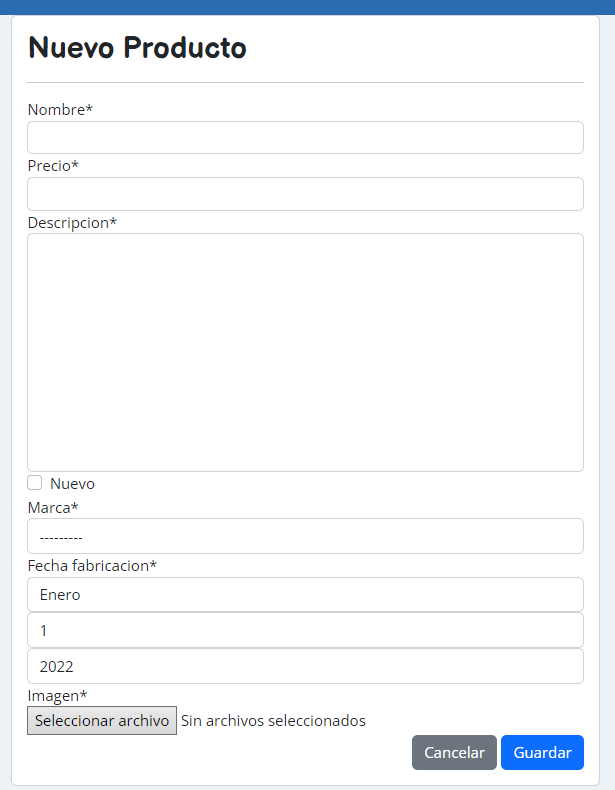 Nuevo Producto
Nombre*
Precio*
Descripcion*
Nuevo
Marca*
---------
Fecha fabricacion*
Enero
1
2022
Imagen*
Seleccionar archivo Sin archivos seleccionados
Cancelar Guardar